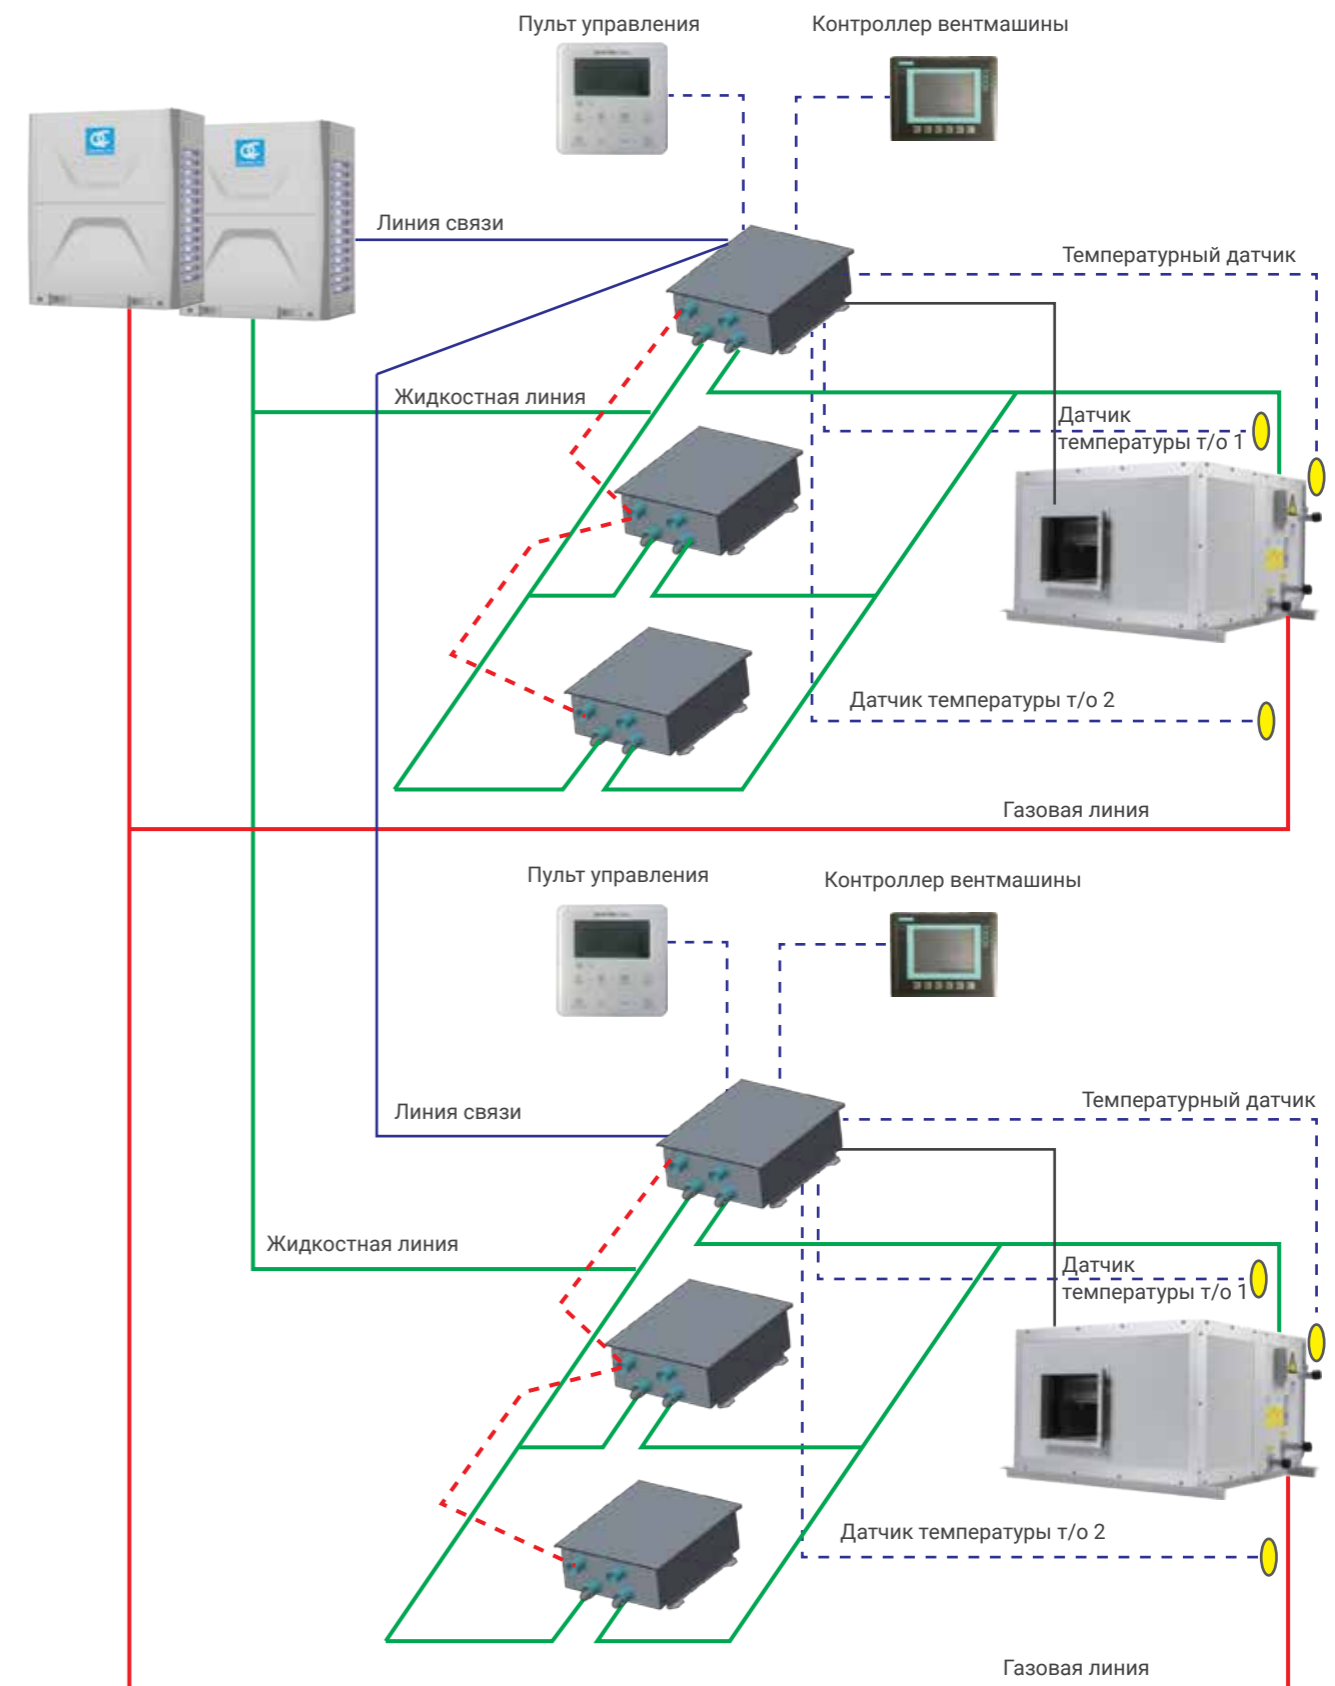 Пульт управления
Контроллер вентмашины
Линия связи
Температурный датчик
Жидкостная линия
Датчик
температуры т/о 1
Датчик температуры т/о 2
Газовая линия
Пульт управления
Контроллер вентмашины
Линия связи
Температурный датчик
Жидкостная линия
Датчик
температуры т/о 1
Датчик температуры т/о 2
Газовая линия